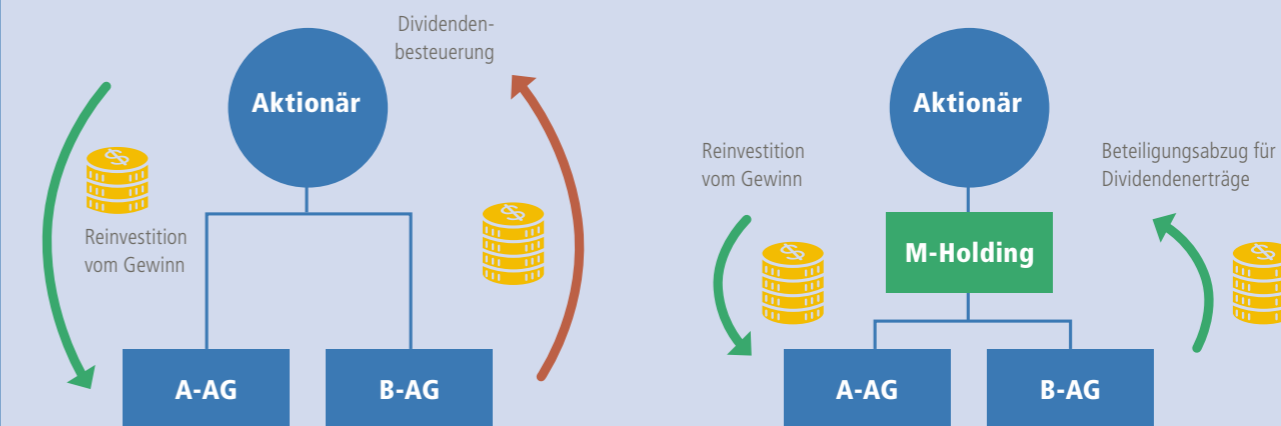 Dividenden-
besteuerung
Aktionär
Reinvestition
vom Gewinn
A-AG
B-AG
Aktionär
Reinvestition
vom Gewinn
Beteiligungsabzug für
Dividendenerträge
M-Holding
A-AG
B-AG